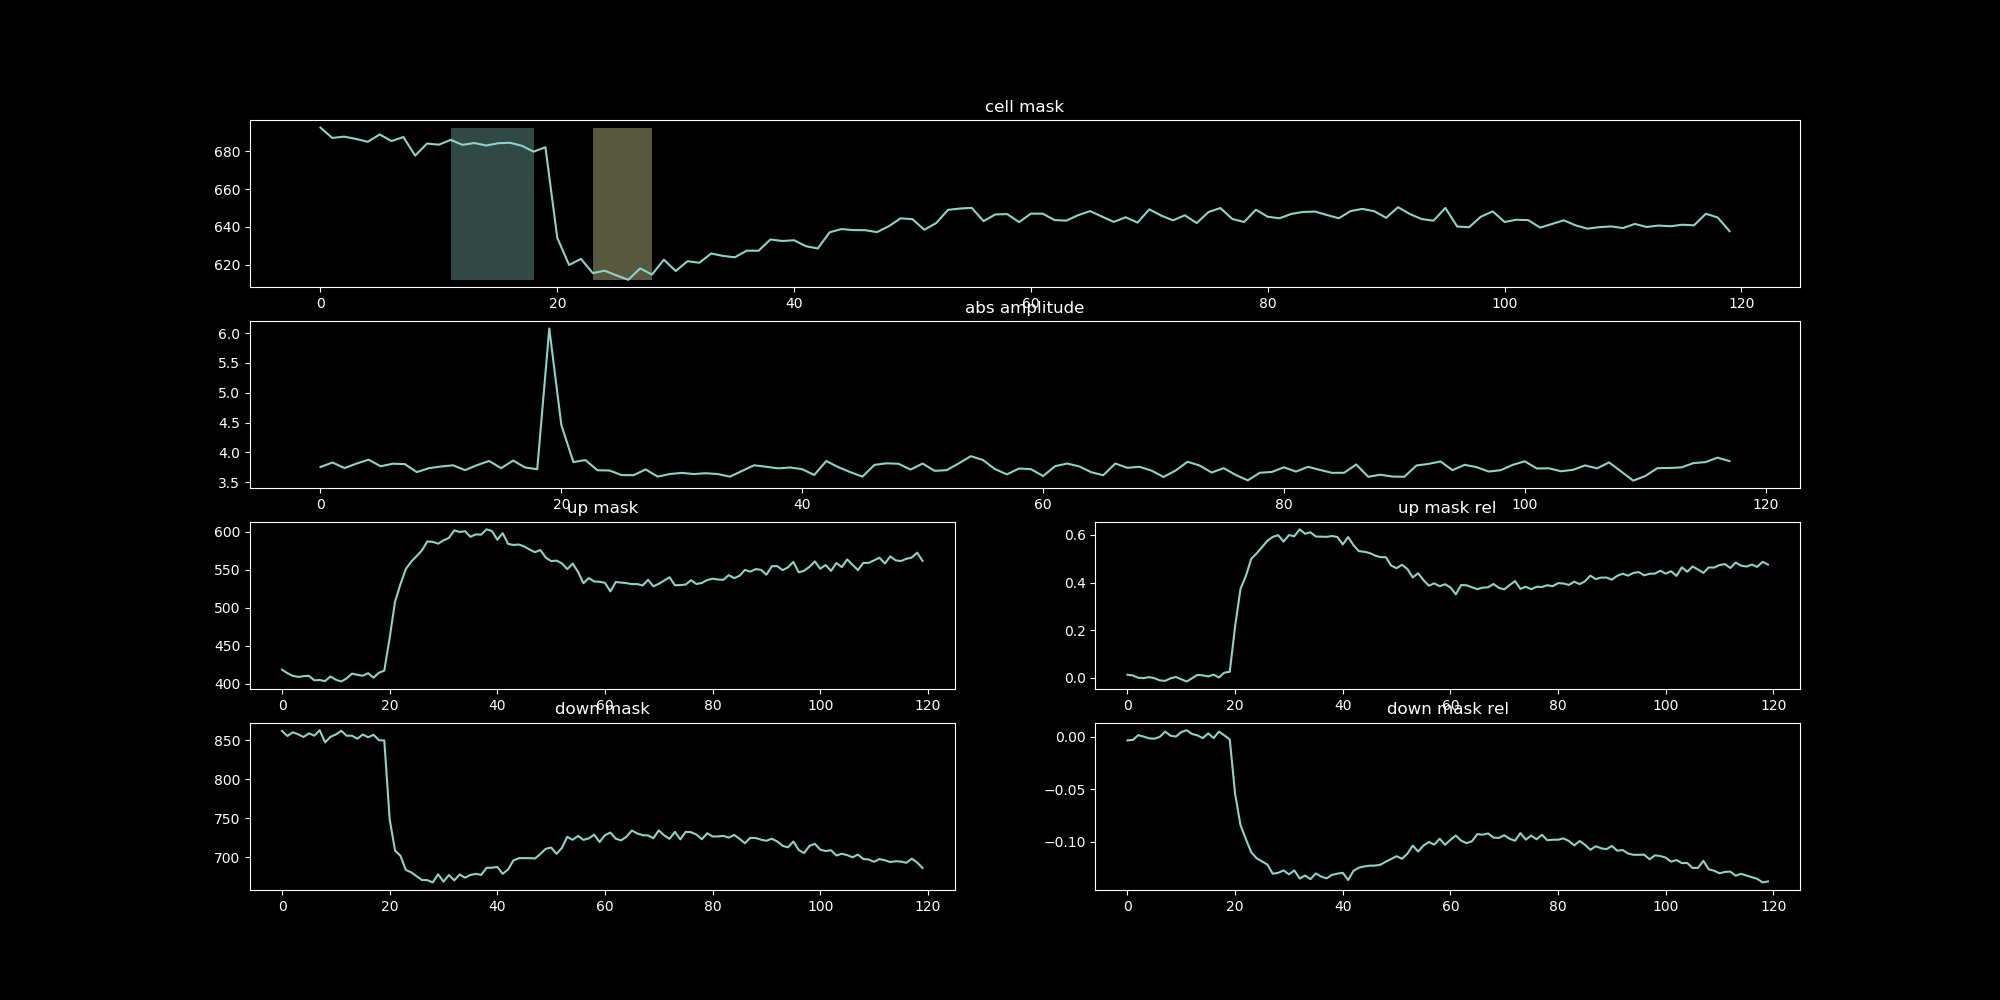 cell mask
680
660
640
620
0 20 40 60 80 100 120
abs amplitude
6.0
5.5
5.0
4.5
4.0
3.5
0 20 40 60 80 100 120
up mask
600
550
500
450
400
0 20 40 60 80 100 120
up mask rel
0.6
0.4
0.2
0.0
0 20 40 60 80 100 120
down mask
850
800
750
700
0 20 40 60 80 100 120
down mask rel
0.00
−0.05
−0.10
0 20 40 60 80 100 120